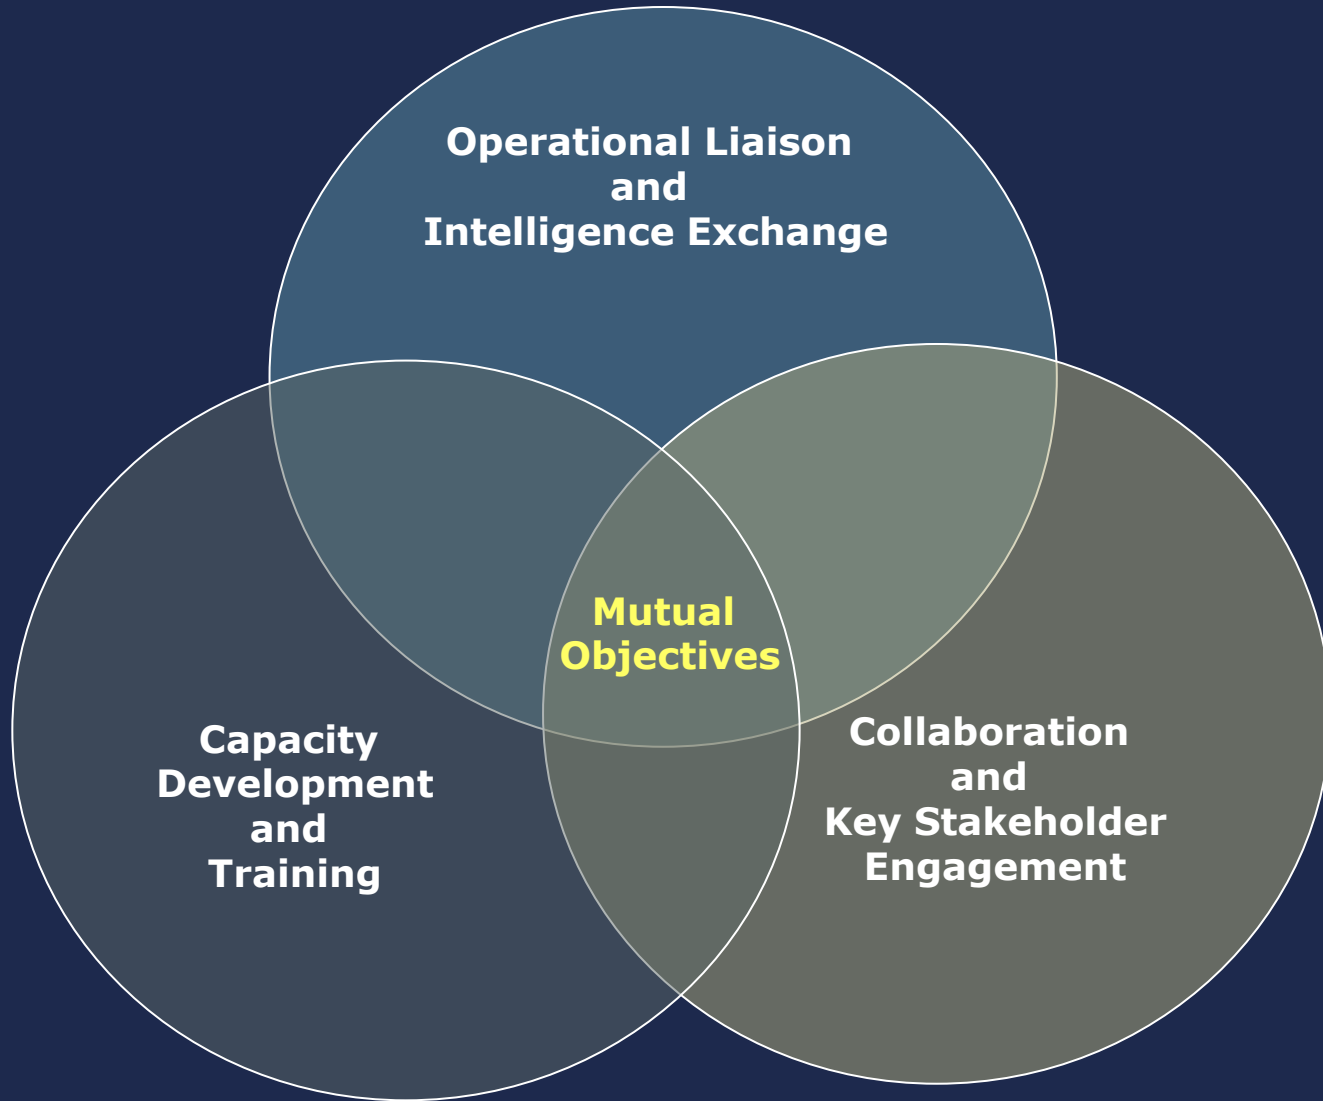 Operational Liaison
and
Intelligence Exchange
Mutual
Objectives
Capacity
Development
and
Training
Collaboration
and
Key Stakeholder
Engagement